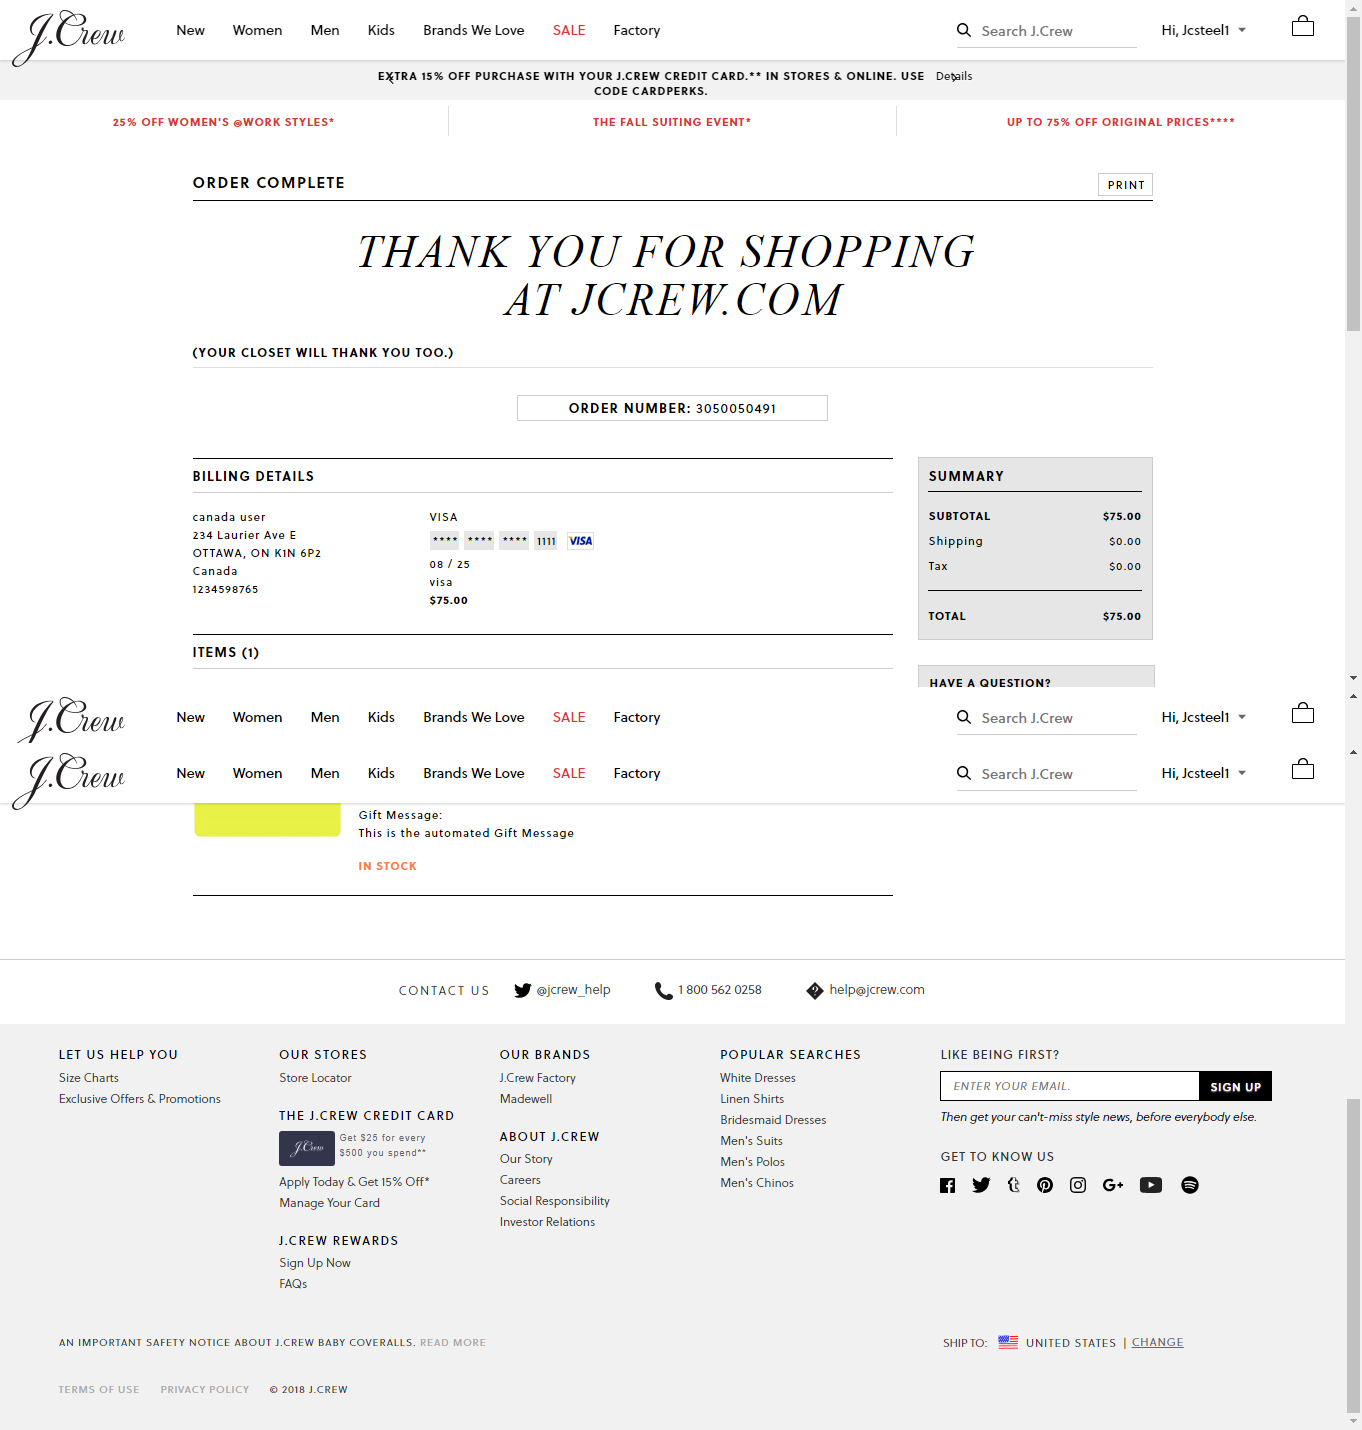 J.Crew
New Women Men Kids Brands We Love SALE Factory
Search J.Crew
Hi, Jcsteel1
EXTRA 15% OFF PURCHASE WITH YOUR J.CREW CREDIT CARD.** IN STORES & ONLINE. USE CODE CARDPERKS. Details
25% OFF WOMEN'S @WORK STYLES*
THE FALL SUITING EVENT*
UP TO 75% OFF ORIGINAL PRICES****
ORDER COMPLETE
PRINT
THANK YOU FOR SHOPPING
AT JCREW.COM
(YOUR CLOSET WILL THANK YOU TOO.)
ORDER NUMBER: 3050050491
BILLING DETAILS
canada user
234 Laurier Ave E
OTTAWA, ON K1N 6P2
Canada
1234598765
VISA
**** **** **** 1111 VISA
08 / 25
visa
$75.00
SUMMARY
SUBTOTAL $75.00
Shipping $0.00
Tax $0.00
TOTAL $75.00
ITEMS (1)
HAVE A QUESTION?
J.Crew
New Women Men Kids Brands We Love SALE Factory
Search J.Crew
Hi, Jcsteel1
J.Crew
New Women Men Kids Brands We Love SALE Factory
Search J.Crew
Hi, Jcsteel1
Gift Message:
This is the automated Gift Message
IN STOCK
CONTACT US @jcrew_help 1 800 562 0258 help@jcrew.com
LET US HELP YOU
Size Charts
Exclusive Offers & Promotions
OUR STORES
Store Locator
THE J.CREW CREDIT CARD
J.Crew
Get $25 for every
$500 you spend**
Apply Today & Get 15% Off*
Manage Your Card
J.CREW REWARDS
Sign Up Now
FAQs
OUR BRANDS
J.Crew Factory
Madewell
ABOUT J.CREW
Our Story
Careers
Social Responsibility
Investor Relations
POPULAR SEARCHES
White Dresses
Linen Shirts
Bridesmaid Dresses
Men's Suits
Men's Polos
Men's Chinos
LIKE BEING FIRST?
ENTER YOUR EMAIL.
SIGN UP
Then get your can't-miss style news, before everybody else.
GET TO KNOW US
AN IMPORTANT SAFETY NOTICE ABOUT J.CREW BABY COVERALLS. READ MORE
SHIP TO: UNITED STATES | CHANGE
TERMS OF USE PRIVACY POLICY © 2018 J.CREW